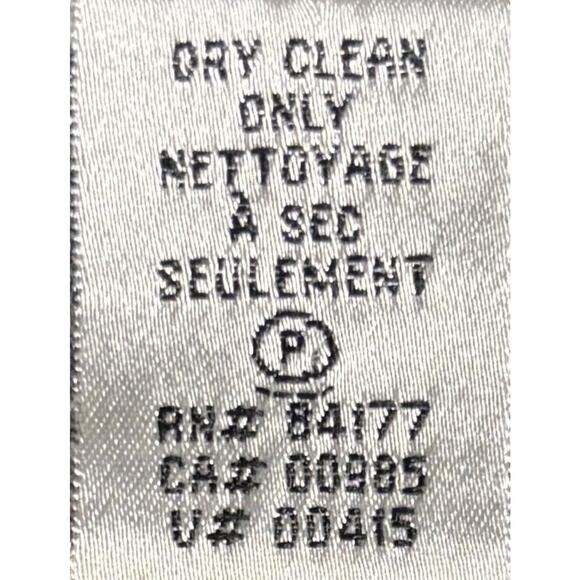 DRY CLEAN
ONLY
NETTOYAGE
À SEC
SEULEMENT
P
RN# 84177
CA# 00985
V# 00415